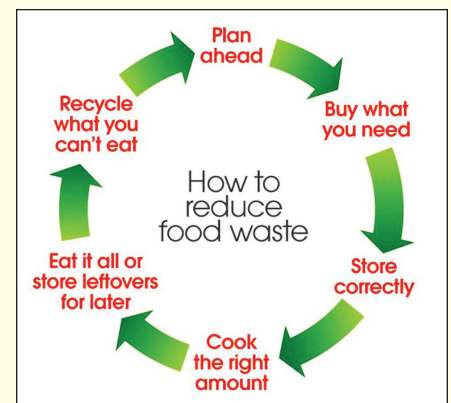 How to
reduce
food waste
Plan
ahead
Buy what
you need
Store
correctly
Cook
the right
amount
Eat it all or
store leftovers
for later
Recycle
what you
can't eat